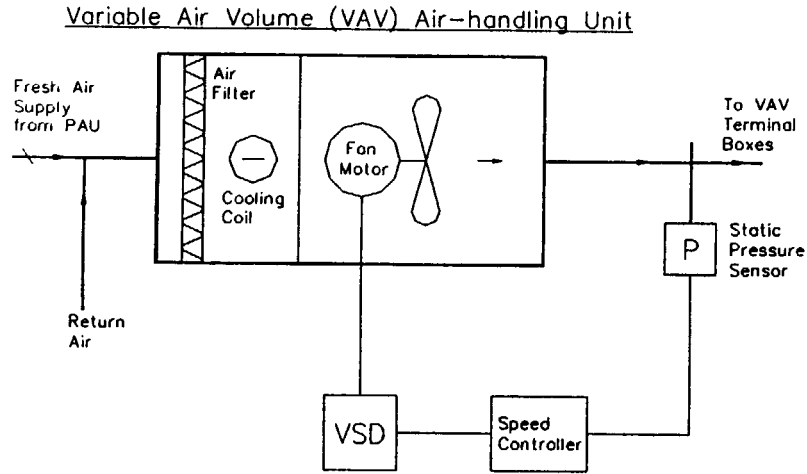 Variable Air Volume (VAV) Air-handling Unit
Fresh Air
Supply
from PAU
Air
Filter
Cooling
Coil
Fan
Motor
To VAV
Terminal
Boxes
P
Static
Pressure
Sensor
Return
Air
VSD
Speed
Controller